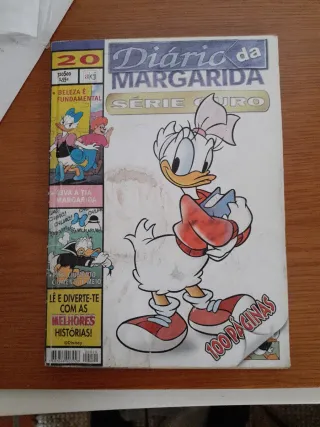 20
Diário da
MARGARIDA
SÉRIE OURO
BELEZA É
FUNDAMENTAL
VIVA A TIA
MARGARIDA
LÊ E DIVERTE-TE
COM AS
MELHORES
HISTÓRIAS!
©Disney
100 PÁGINAS